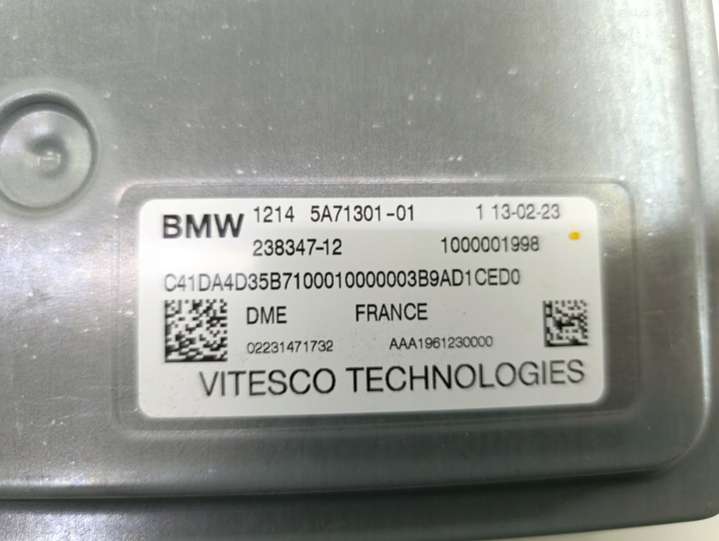 BMW 1214 5A71301-01 1 13-02-23
238347-12 1000001998
C41DA4D35B7100010000003B9AD1CED0
DME FRANCE
02231471732 AAA1961230000
VITESCO TECHNOLOGIES